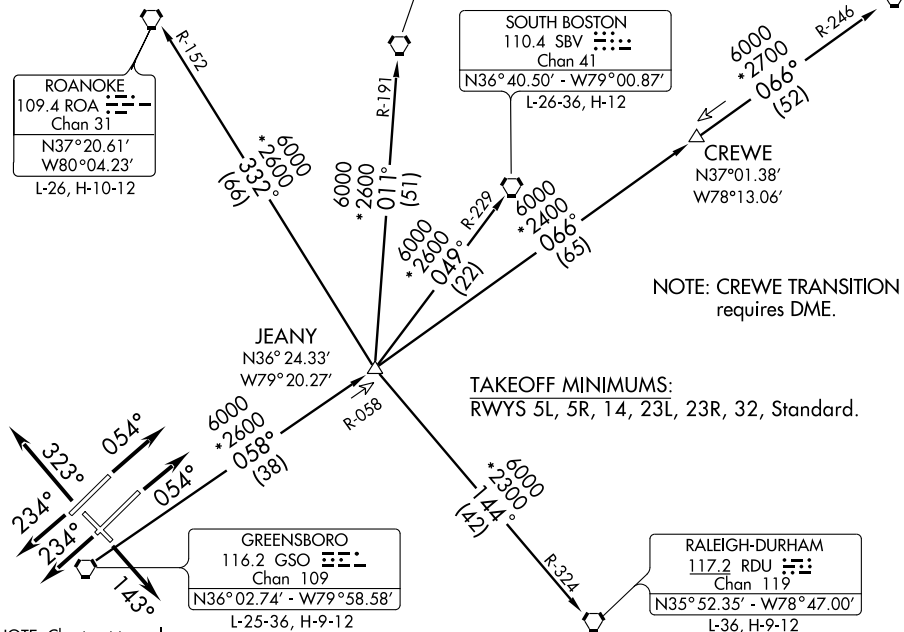 R-152
ROANOKE
109.4 ROA
Chan 31
N37°20.61′
W80°04.23′
L-26, H-10-12
6000
*2600
332°
(66)
R-191
6000
*2600
011°
(51)
SOUTH BOSTON
110.4 SBV
Chan 41
N36°40.50′ - W79°00.87′
L-26-36, H-12
R-229
6000
*2600
049°
(22)
R-246
6000
*2700
066°
(52)
CREWE
N37°01.38′
W78°13.06′
6000
*2400
066°
(65)
NOTE: CREWE TRANSITION
requires DME.
JEANY
N36°24.33′
W79°20.27′
R-058
6000
*2600
058°
(38)
TAKEOFF MINIMUMS:
RWYS 5L, 5R, 14, 23L, 23R, 32, Standard.
323°
054°
234°
054°
234°
143°
GREENSBORO
116.2 GSO
Chan 109
N36°02.74′ - W79°58.58′
L-25-36, H-9-12
6000
*2300
144°
(42)
R-324
RALEIGH-DURHAM
117.2 RDU
Chan 119
N35°52.35′ - W78°47.00′
L-36, H-9-12